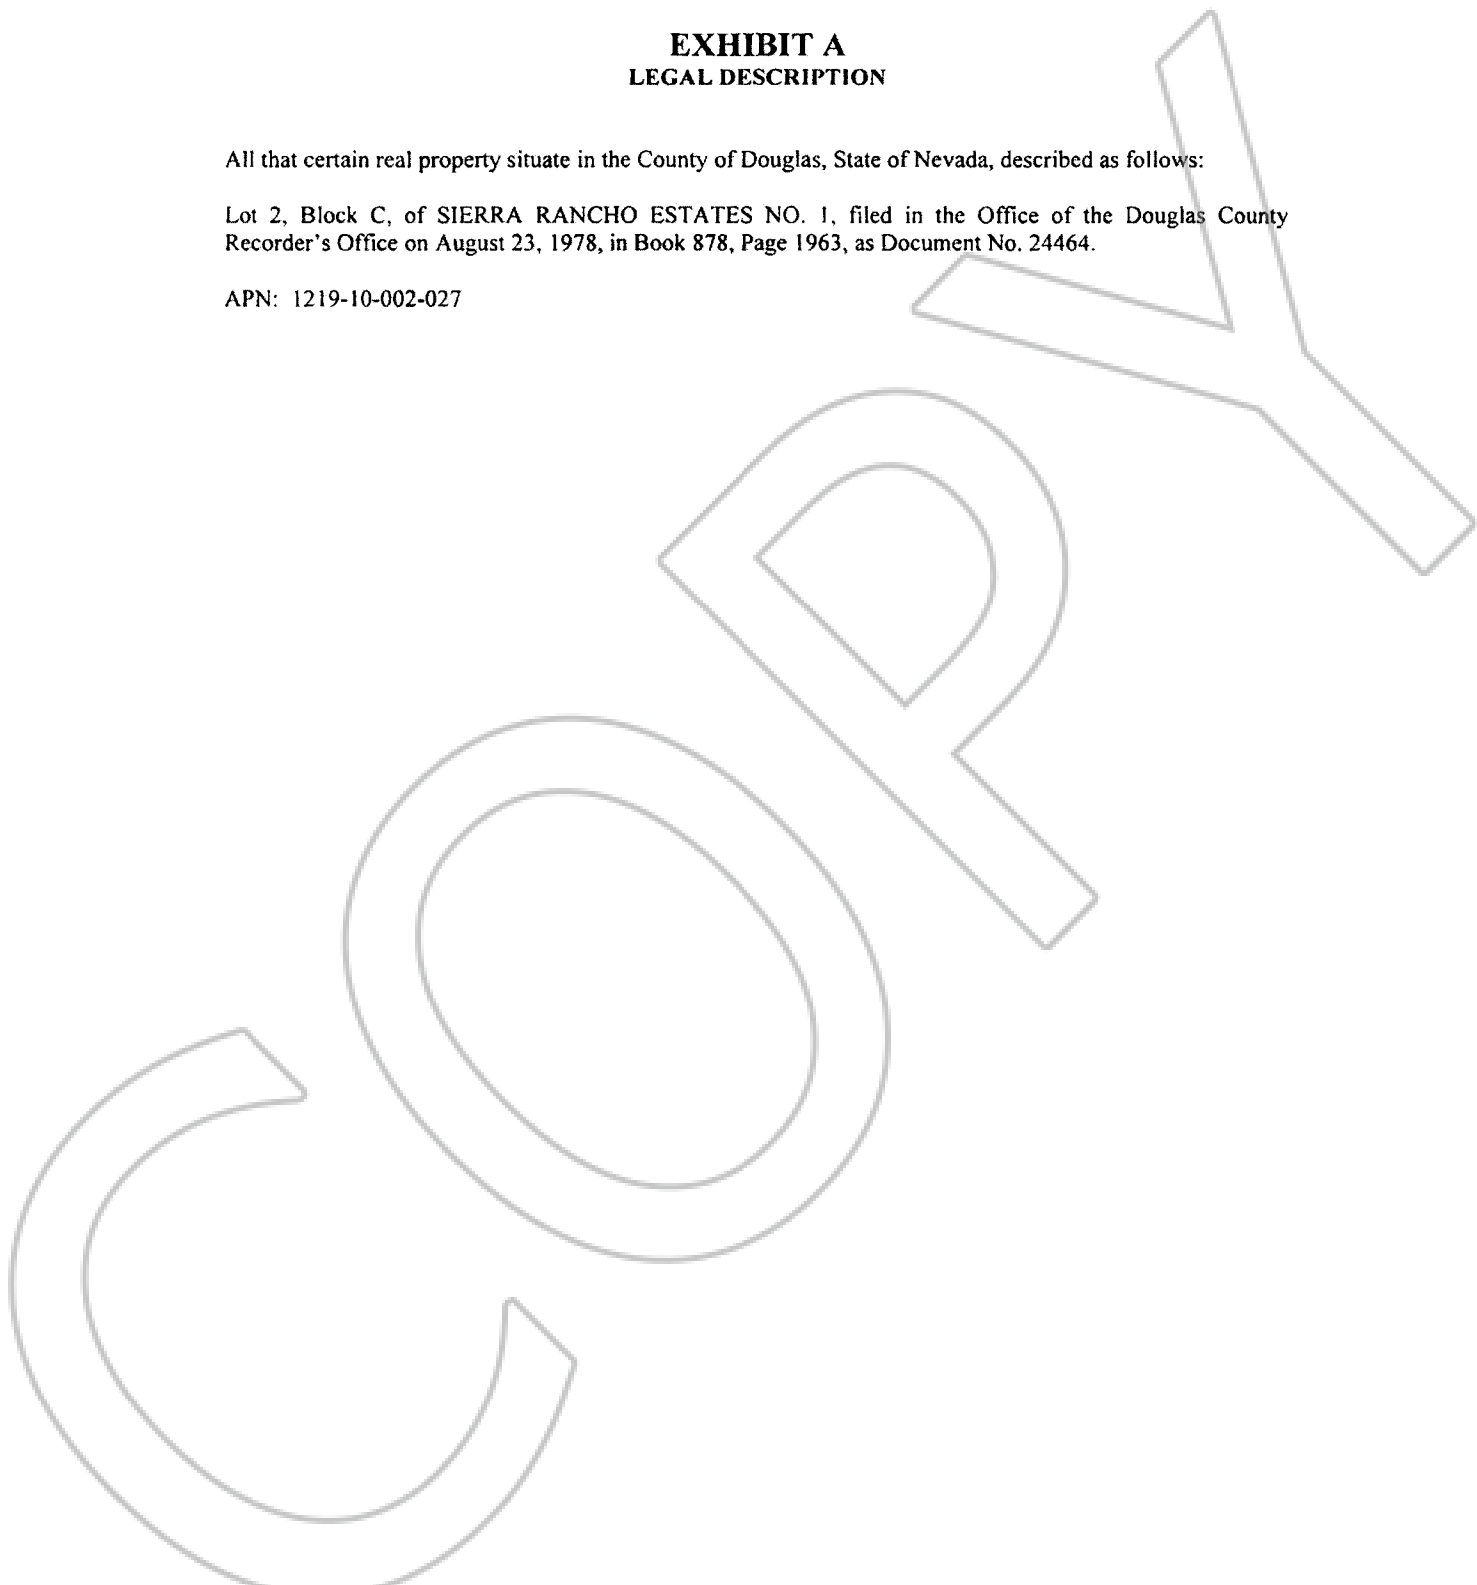 EXHIBIT A
LEGAL DESCRIPTION
All that certain real property situate in the County of Douglas, State of Nevada, described as follows:
Lot 2, Block C, of SIERRA RANCHO ESTATES NO. 1, filed in the Office of the Douglas County
Recorder's Office on August 23, 1978, in Book 878, Page 1963, as Document No. 24464.
APN: 1219-10-002-027
COPY